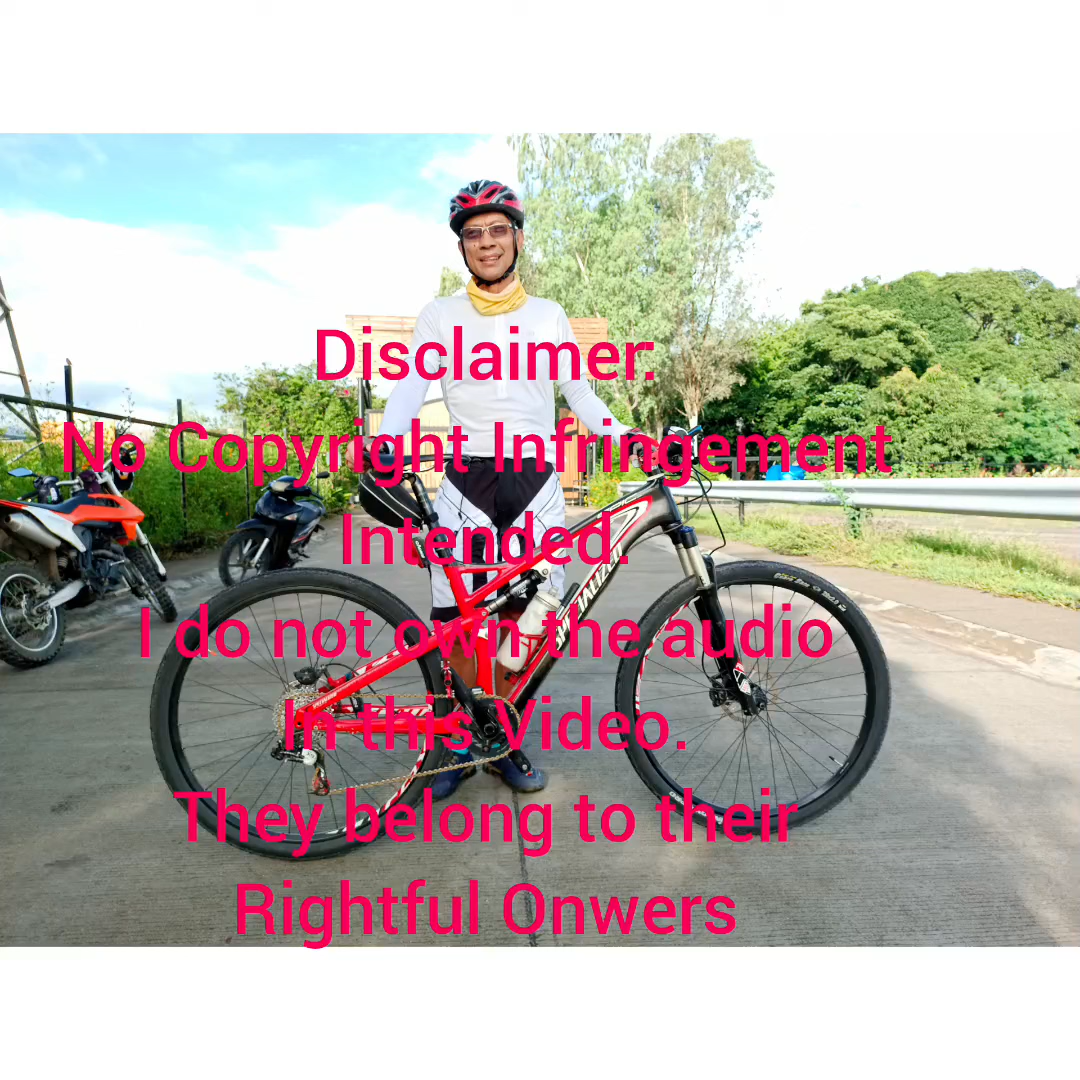 Disclaimer:
No Copyright Infringement
Intended.
I do not own the audio
In this Video.
They belong to their
Rightful Onwers
SPECIALIZED